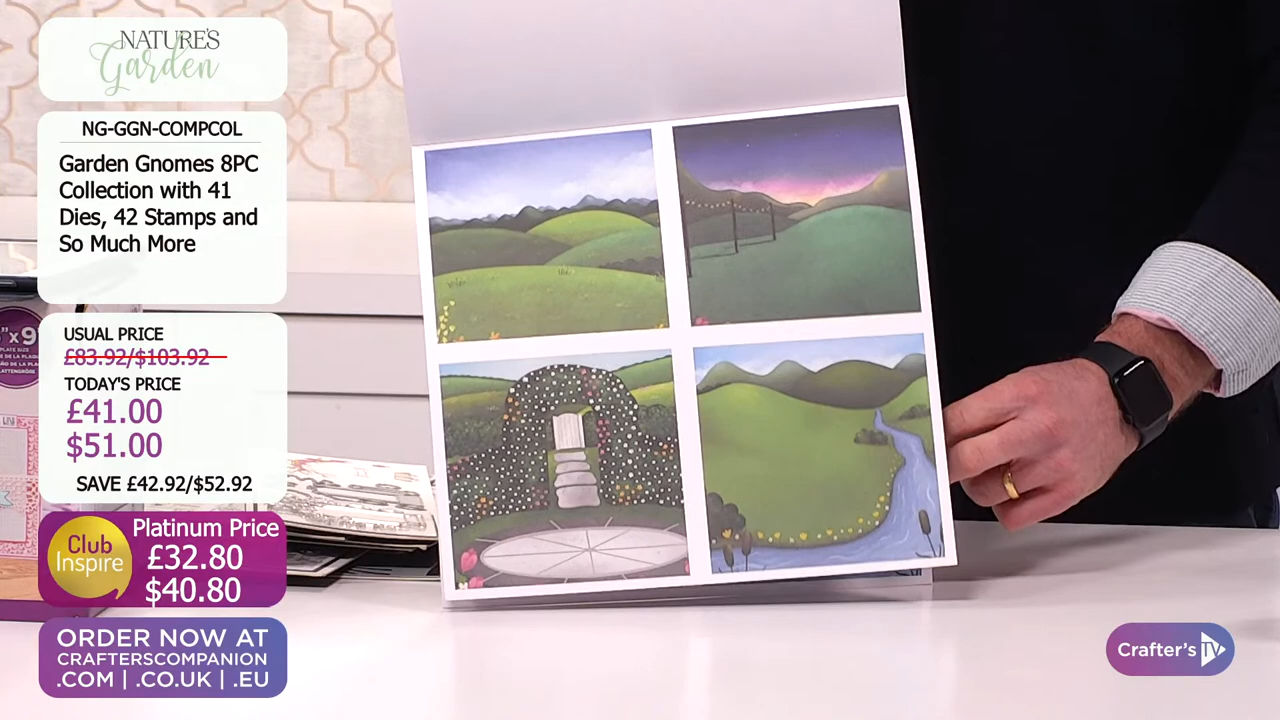 NATURE'S
Garden
NG-GGN-COMPCOL
Garden Gnomes 8PC
Collection with 41
Dies, 42 Stamps and
So Much More
USUAL PRICE
£83.92/$103.92
TODAY'S PRICE
£41.00
$51.00
SAVE £42.92/$52.92
Club
Inspire
Platinum Price
£32.80
$40.80
ORDER NOW AT
CRAFTERSCOMPANION
.COM | .CO.UK | .EU
Crafter's TV